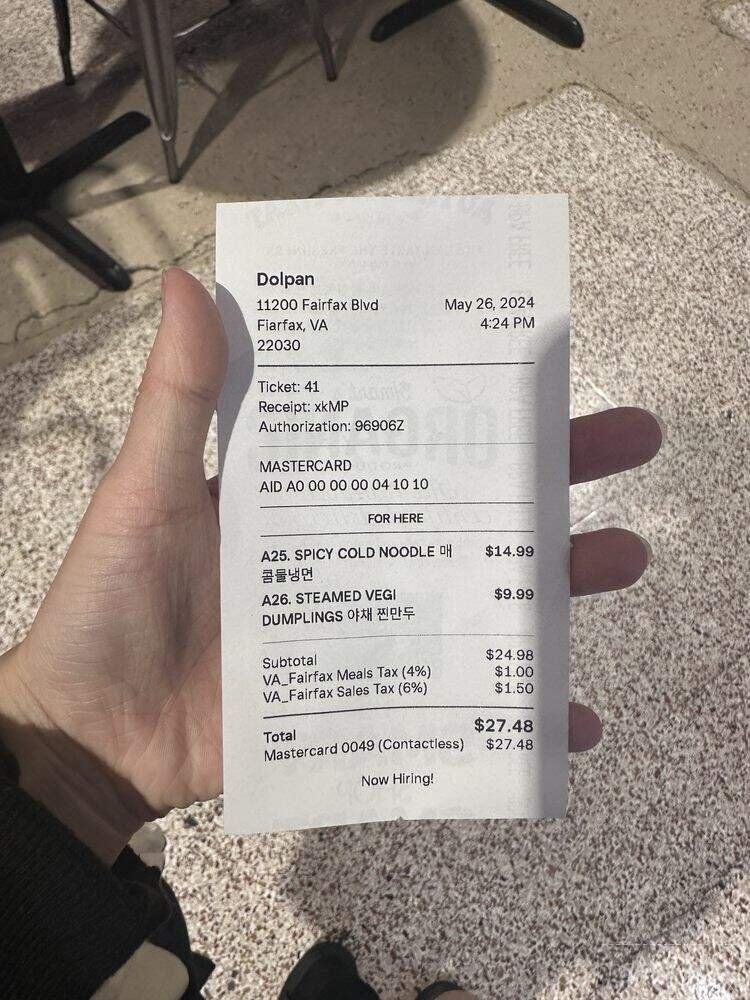 Dolpan
11200 Fairfax Blvd May 26, 2024
Fiarfax, VA 4:24 PM
22030
Ticket: 41
Receipt: xkMP
Authorization: 96906Z
MASTERCARD
AID A0 00 00 00 04 10 10
FOR HERE
A25. SPICY COLD NOODLE 매 $14.99
콤물냉면
A26. STEAMED VEGI $9.99
DUMPLINGS 야채 찐만두
Subtotal $24.98
VA_Fairfax Meals Tax (4%) $1.00
VA_Fairfax Sales Tax (6%) $1.50
Total $27.48
Mastercard 0049 (Contactless) $27.48
Now Hiring!